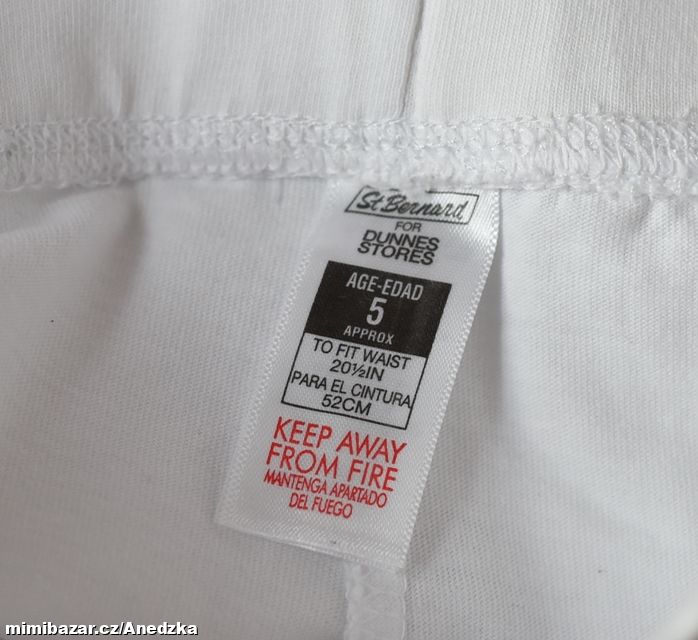 St Bernard
FOR
DUNNES
STORES
AGE-EDAD
5
APPROX
TO FIT WAIST
20½IN
PARA EL CINTURA
52CM
KEEP AWAY
FROM FIRE
MANTENGA APARTADO
DEL FUEGO
mimibazar.cz/Anedzka